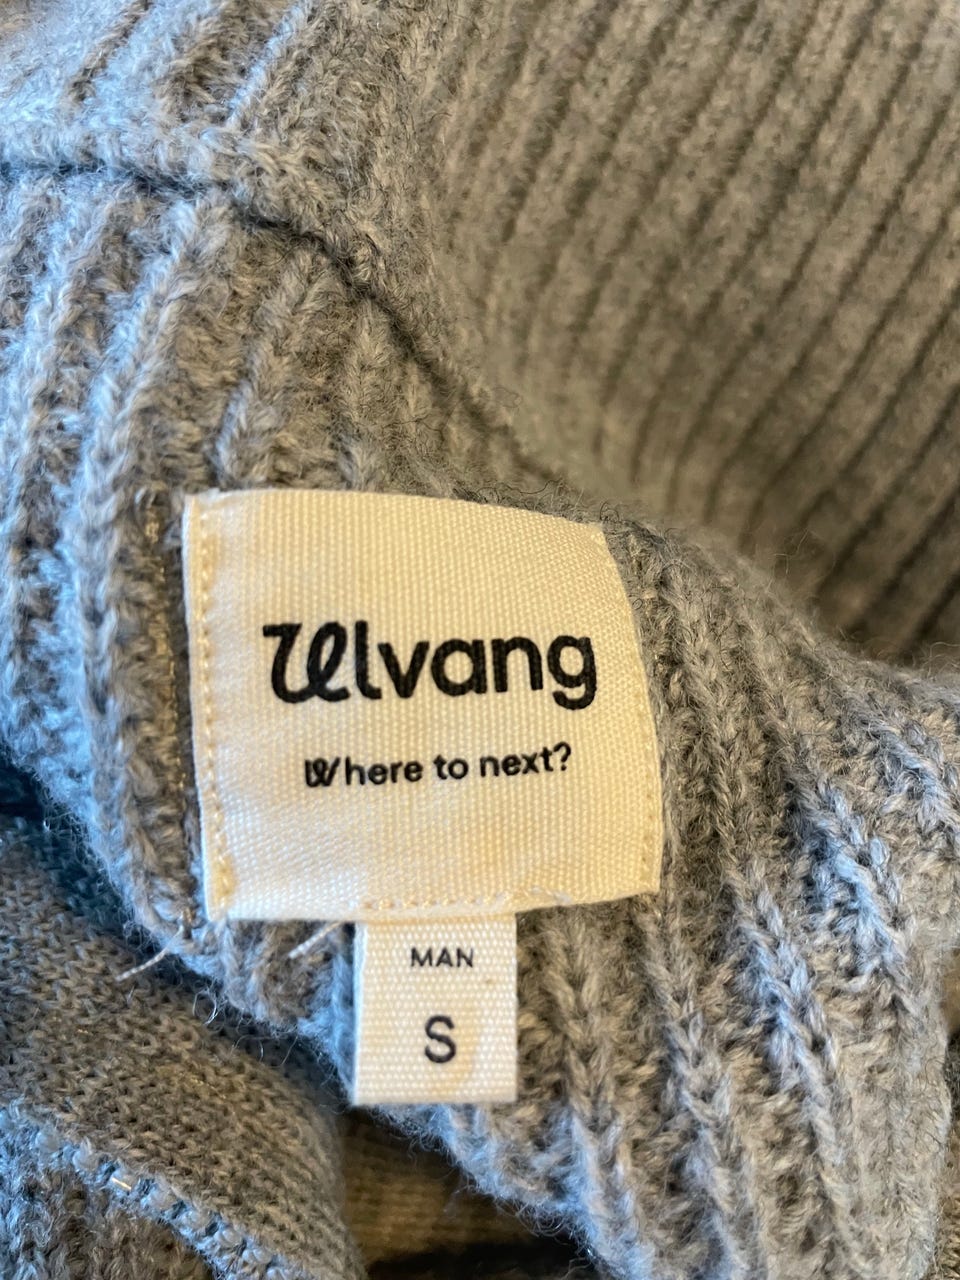 Ulvang
Where to next?
MAN
S